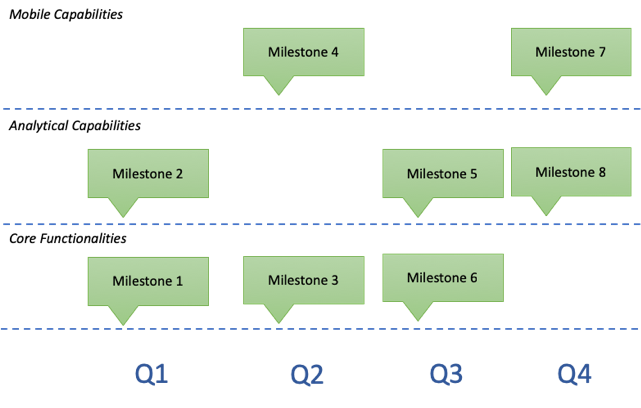 Mobile Capabilities
Milestone 4
Milestone 7
Analytical Capabilities
Milestone 2
Milestone 5
Milestone 8
Core Functionalities
Milestone 1
Milestone 3
Milestone 6
Q1
Q2
Q3
Q4